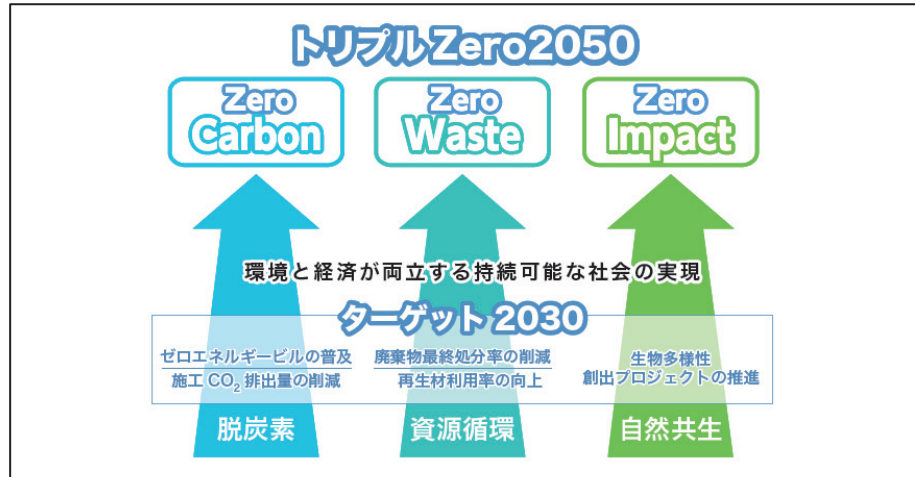 トリプルZero2050
Zero
Carbon
Zero
Waste
Zero
Impact
環境と経済が両立する持続可能な社会の実現
ターゲット 2030
ゼロエネルギービルの普及
施工 CO₂ 排出量の削減
廃棄物最終処分率の削減
再生材利用率の向上
生物多様性
創出プロジェクトの推進
脱炭素
資源循環
自然共生